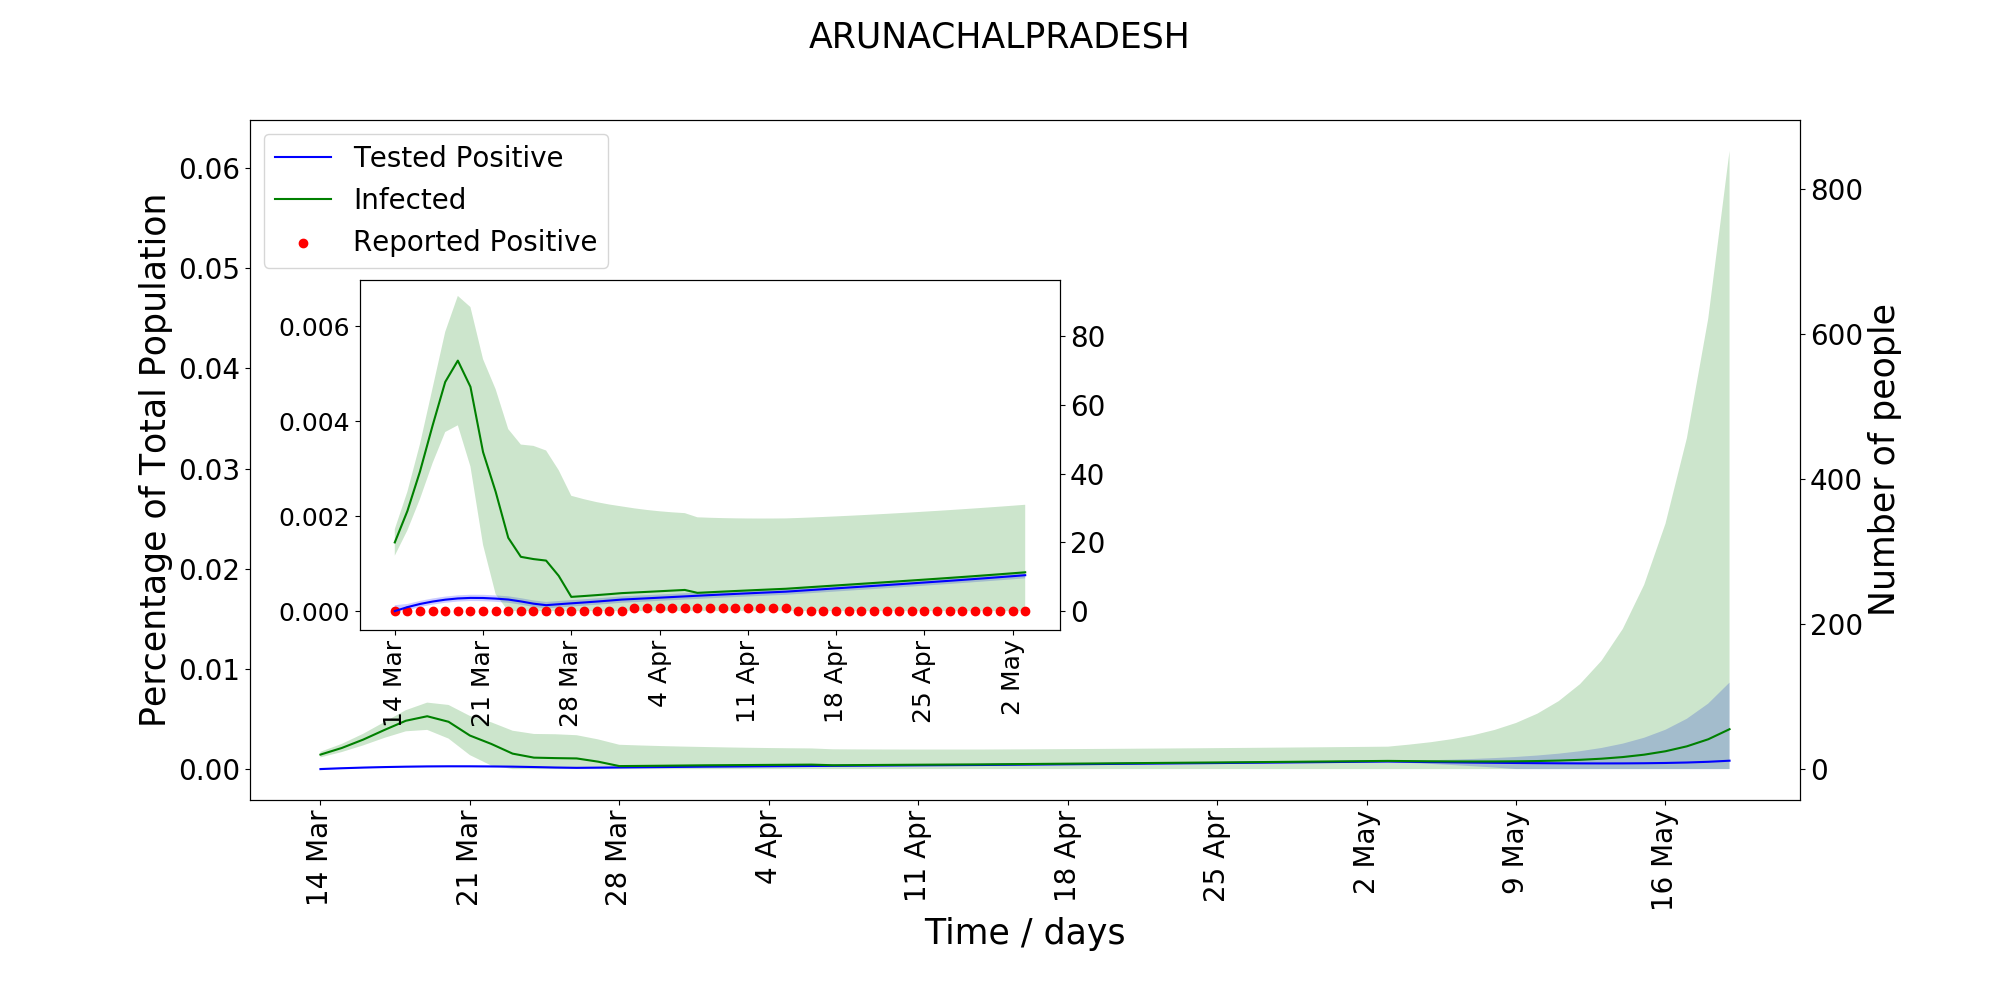 ARUNACHALPRADESH
Tested Positive
Infected
Reported Positive
Percentage of Total Population
0.06
0.05
0.04
0.03
0.02
0.01
0.00
0.006
0.004
0.002
0.000
80
60
40
20
0
14 Mar
21 Mar
28 Mar
4 Apr
11 Apr
18 Apr
25 Apr
2 May
800
600
400
200
0
Number of people
14 Mar
21 Mar
28 Mar
4 Apr
11 Apr
18 Apr
25 Apr
2 May
9 May
16 May
Time / days